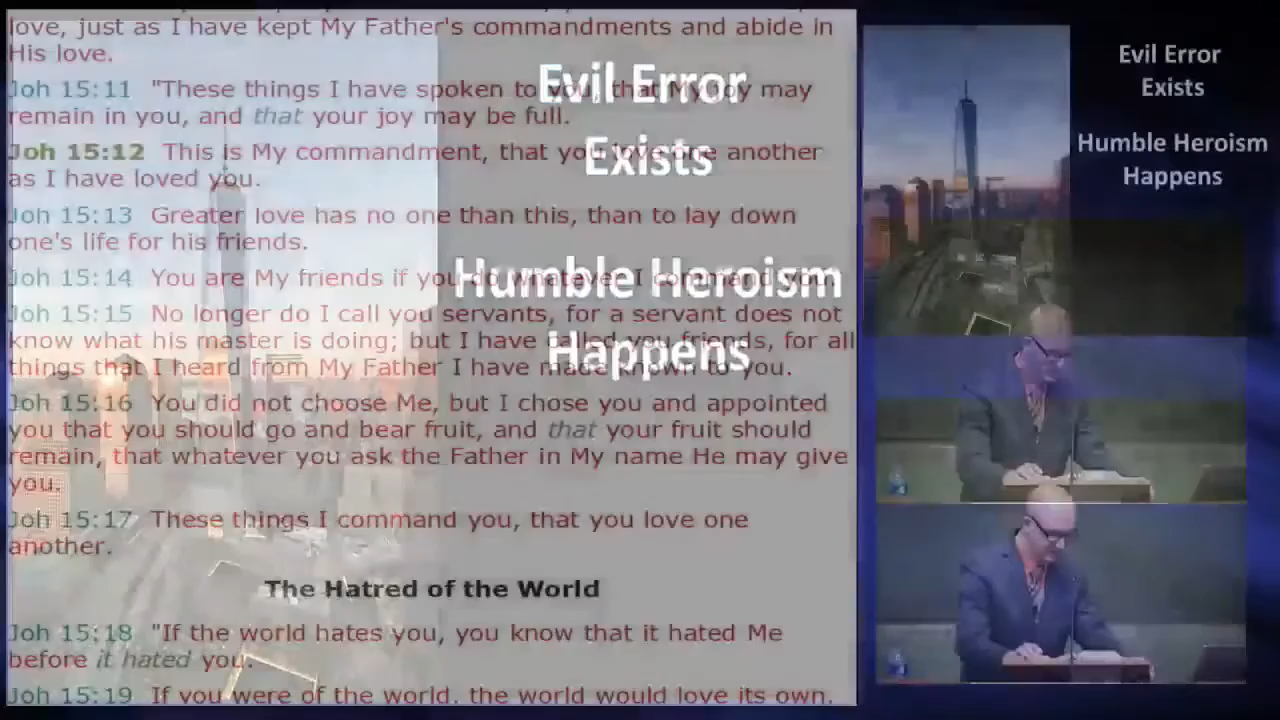 love, just as I have kept My Father's commandments and abide in
His love.
Joh 15:11 "These things I have spoken to you, that My joy may
remain in you, and that your joy may be full.
Joh 15:12 This is My commandment, that you love one another
as I have loved you.
Joh 15:13 Greater love has no one than this, than to lay down
one's life for his friends.
Joh 15:14 You are My friends if you do whatever I command you.
Joh 15:15 No longer do I call you servants, for a servant does not
know what his master is doing; but I have called you friends, for all
things that I heard from My Father I have made known to you.
Joh 15:16 You did not choose Me, but I chose you and appointed
you that you should go and bear fruit, and that your fruit should
remain, that whatever you ask the Father in My name He may give
you.
Joh 15:17 These things I command you, that you love one
another.
The Hatred of the World
Joh 15:18 "If the world hates you, you know that it hated Me
before it hated you.
Joh 15:19 If you were of the world, the world would love its own.
Evil Error
Exists
Humble Heroism
Happens
Evil Error
Exists
Humble Heroism
Happens